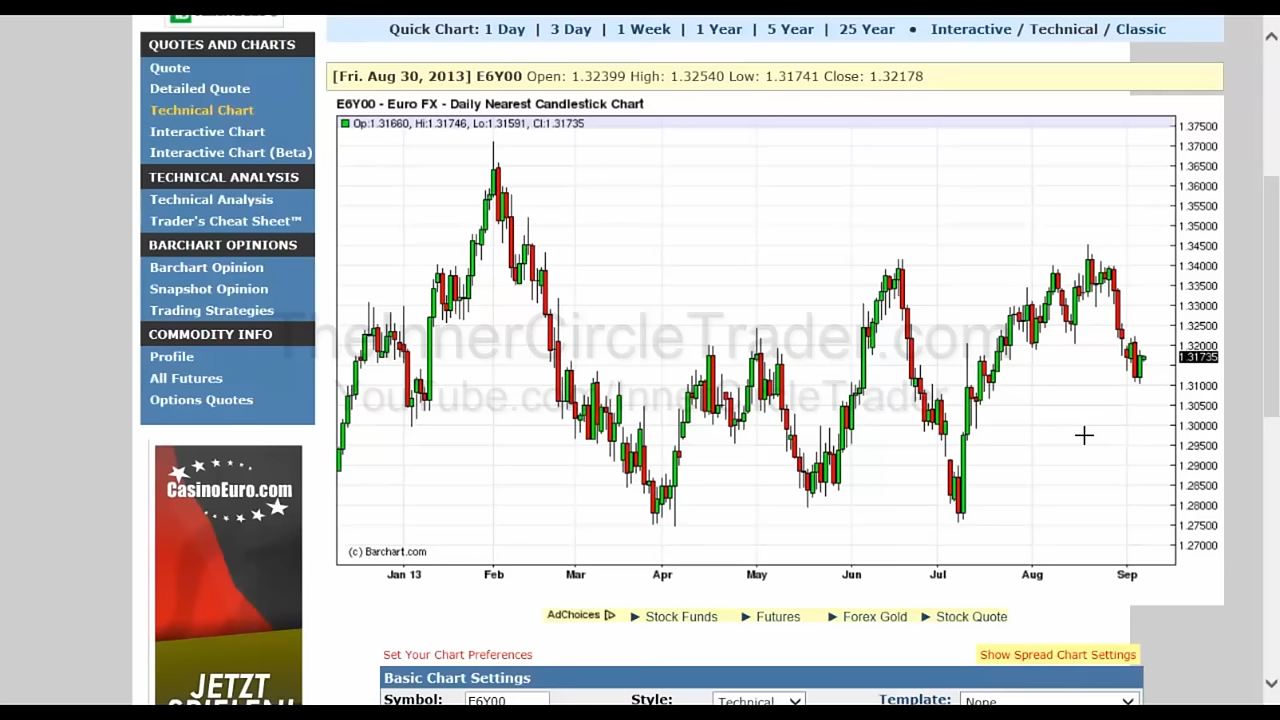 Quick Chart: 1 Day | 3 Day | 1 Week | 1 Year | 5 Year | 25 Year • Interactive / Technical / Classic
QUOTES AND CHARTS
Quote
Detailed Quote
Technical Chart
Interactive Chart
Interactive Chart (Beta)
TECHNICAL ANALYSIS
Technical Analysis
Trader's Cheat Sheet™
BARCHART OPINIONS
Barchart Opinion
Snapshot Opinion
Trading Strategies
COMMODITY INFO
Profile
All Futures
Options Quotes
CasinoEuro.com
JETZT
SPIELEN!
[Fri. Aug 30, 2013] E6Y00 Open: 1.32399 High: 1.32540 Low: 1.31741 Close: 1.32178
E6Y00 - Euro FX - Daily Nearest Candlestick Chart
Op:1.31660, Hi:1.31746, Lo:1.31591, Cl:1.31735
1.37500
1.37000
1.36500
1.36000
1.35500
1.35000
1.34500
1.34000
1.33500
1.33000
1.32500
1.32000
1.31735
1.31000
1.30500
1.30000
1.29500
1.29000
1.28500
1.28000
1.27500
1.27000
TheInnerCircleTrader.com
Youtube.com/InnerCircleTrader
(c) Barchart.com
Jan 13 Feb Mar Apr May Jun Jul Aug Sep
AdChoices Stock Funds Futures Forex Gold Stock Quote
Set Your Chart Preferences Show Spread Chart Settings
Basic Chart Settings
Symbol: E6Y00 Style: Technical Template: None